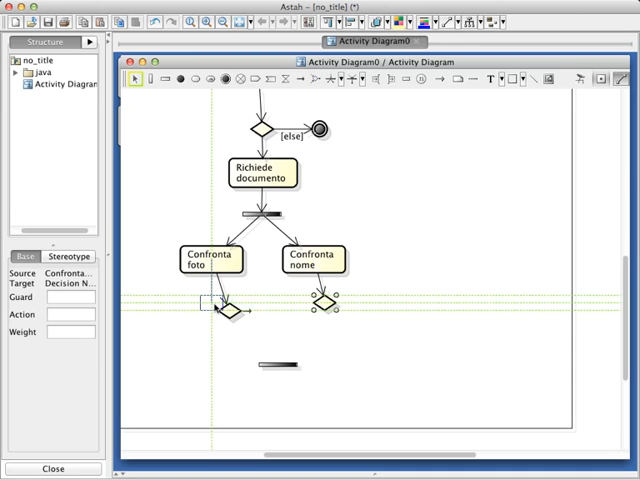 Astah - [no_title] (*)
Structure
no_title
java
Activity Diagran
Activity Diagram0
Activity Diagram0 / Activity Diagram
T
[else]
Richiede
documento
Confronta
foto
Confronta
nome
Base
Stereotype
Source
Confronta...
Target
Decision N...
Guard
Action
Weight
Close